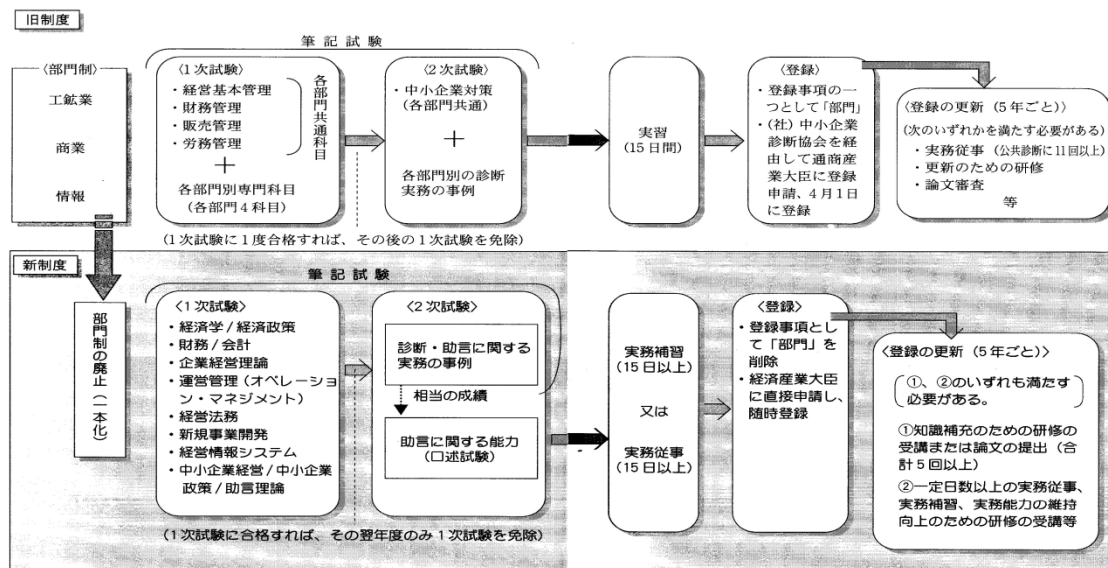 旧制度
筆記試験
〈部門制〉
工鉱業
商業
情報
〈1次試験〉
・経営基本管理
・財務管理
・販売管理
・労務管理
各部門共通科目
+
各部門別専門科目
(各部門4科目)
〈2次試験〉
・中小企業対策
(各部門共通)
+
各部門別の診断
実務の事例
(1次試験に1度合格すれば、その後の1次試験を免除)
実習
(15日間)
〈登録〉
・登録事項の一
つとして「部門」
・(社)中小企業
診断協会を経
由して通商産
業大臣に登録
申請、4月1日
に登録
〈登録の更新(5年ごと)〉
(次のいずれかを満たす必要がある)
・実務従事(公共診断に11回以上)
・更新のための研修
・論文審査
等
新制度
部門制の廃止(一本化)
筆記試験
〈1次試験〉
・経済学/経済政策
・財務/会計
・企業経営理論
・運営管理(オペレーショ
ン・マネジメント)
・経営法務
・新規事業開発
・経営情報システム
・中小企業経営/中小企業
政策/助言理論
〈2次試験〉
診断・助言に関する
実務の事例
相当の成績
助言に関する能力
(口述試験)
(1次試験に合格すれば、その翌年度のみ1次試験を免除)
実務補習
(15日以上)
又は
実務従事
(15日以上)
〈登録〉
・登録事項とし
て「部門」を
削除
・経済産業大臣
に直接申請し、
随時登録
〈登録の更新(5年ごと)〉
①、②のいずれも満たす
必要がある。
①知識補充のための研修の
受講または論文の提出(合
計5回以上)
②一定日数以上の実務従事、
実務補習、実務能力の維持
向上のための研修の受講等